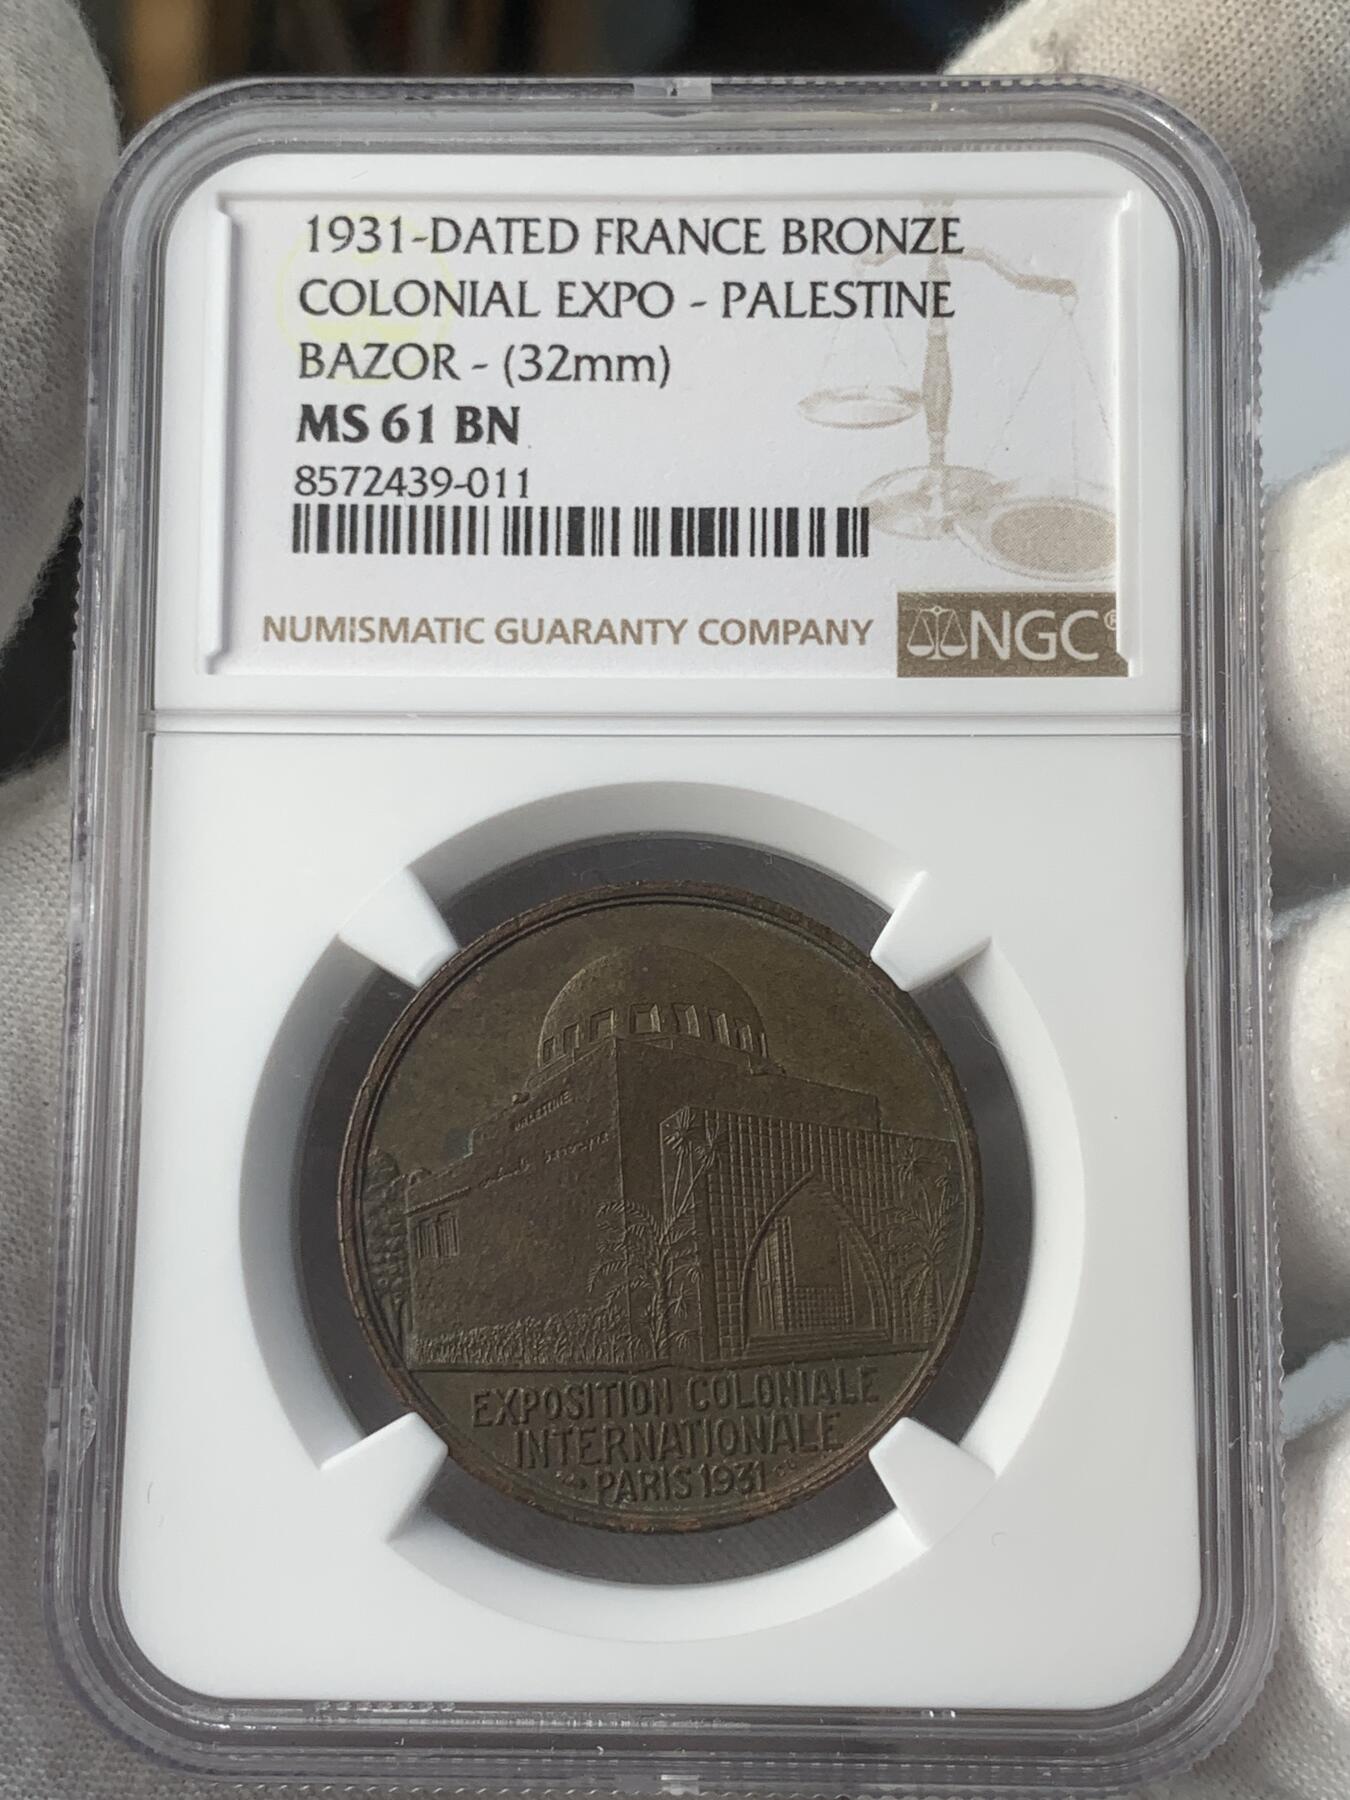 1931-DATED FRANCE BRONZE
COLONIAL EXPO - PALESTINE
BAZOR - (32mm)
MS 61 BN
8572439-011
NUMISMATIC GUARANTY COMPANY
NGC®
PALESTINE
EXPOSITION COLONIALE
INTERNATIONALE
PARIS 1931